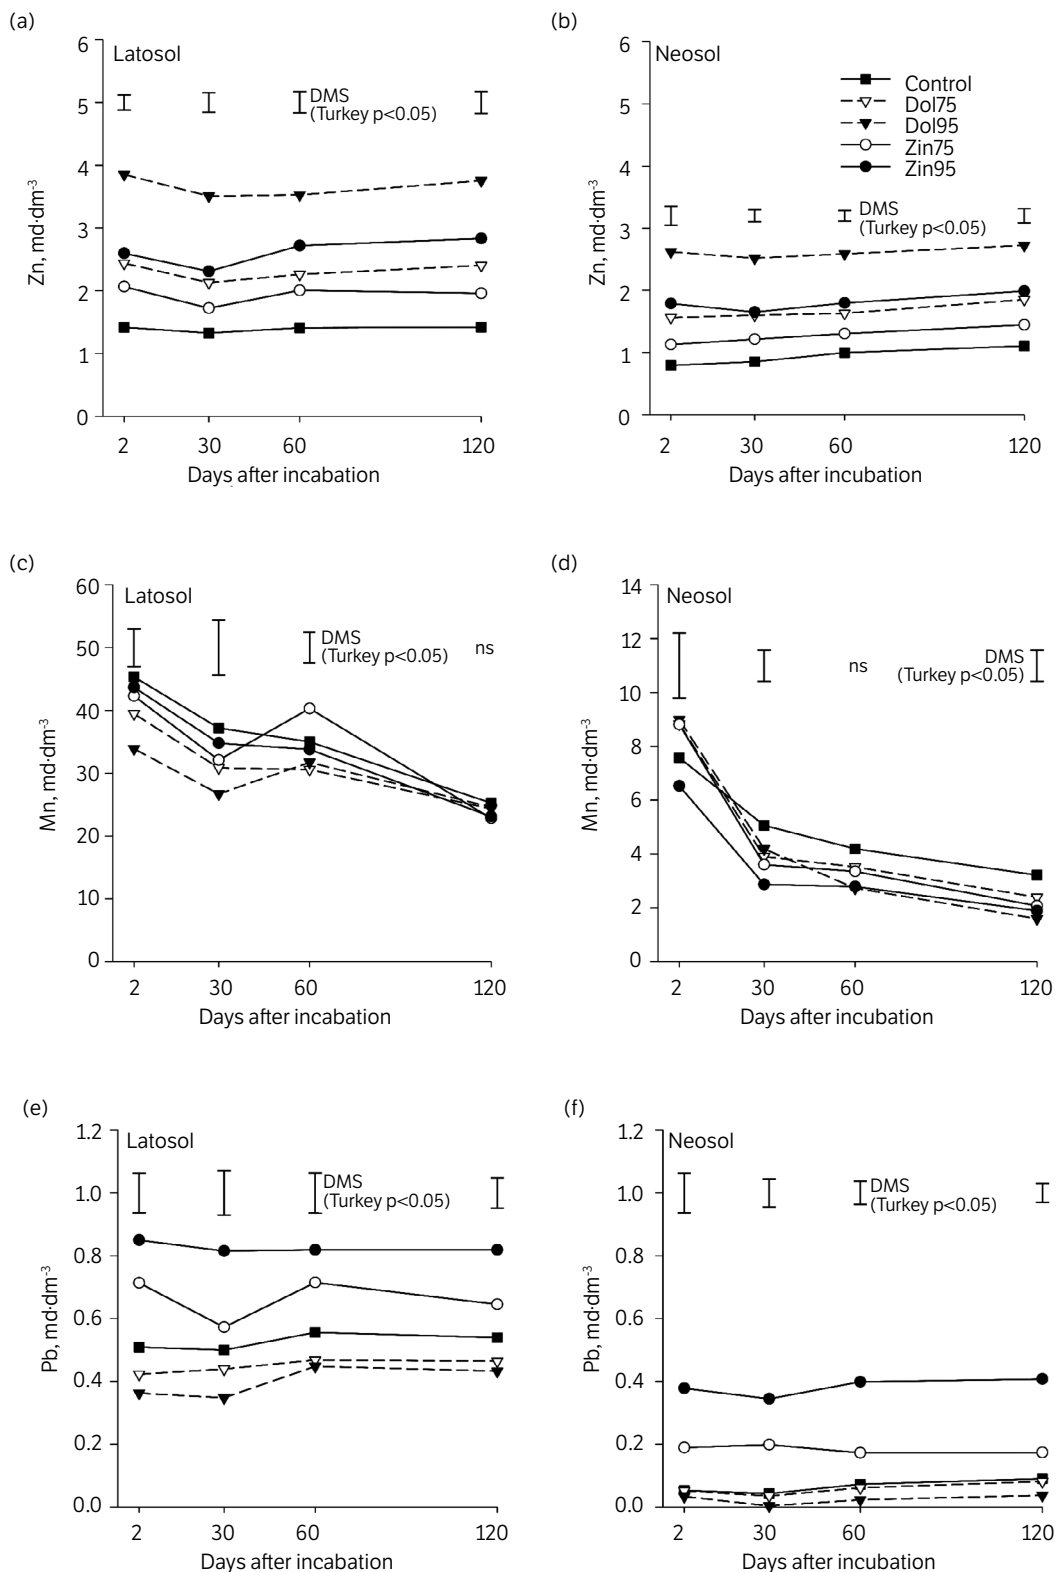 (a)
Latosol
6
5
4
3
2
1
0
DMS
(Turkey p<0.05)
Zn, md·dm-3
2 30 60 120
Days after incabation
(b)
Neosol
6
5
4
3
2
1
0
Control
Dol75
Dol95
Zin75
Zin95
DMS
(Turkey p<0.05)
Zn, md·dm-3
2 30 60 120
Days after incubation
(c)
Latosol
60
50
40
30
20
10
0
DMS
(Turkey p<0.05)
ns
Mn, md·dm-3
2 30 60 120
Days after incabation
(d)
Neosol
14
12
10
8
6
4
2
0
ns
DMS
(Turkey p<0.05)
Mn, md·dm-3
2 30 60 120
Days after incubation
(e)
Latosol
1.2
1.0
0.8
0.6
0.4
0.2
0.0
DMS
(Turkey p<0.05)
Pb, md·dm-3
2 30 60 120
Days after incabation
(f)
Neosol
1.2
1.0
0.8
0.6
0.4
0.2
0.0
DMS
(Turkey p<0.05)
Pb, md·dm-3
2 30 60 120
Days after incubation